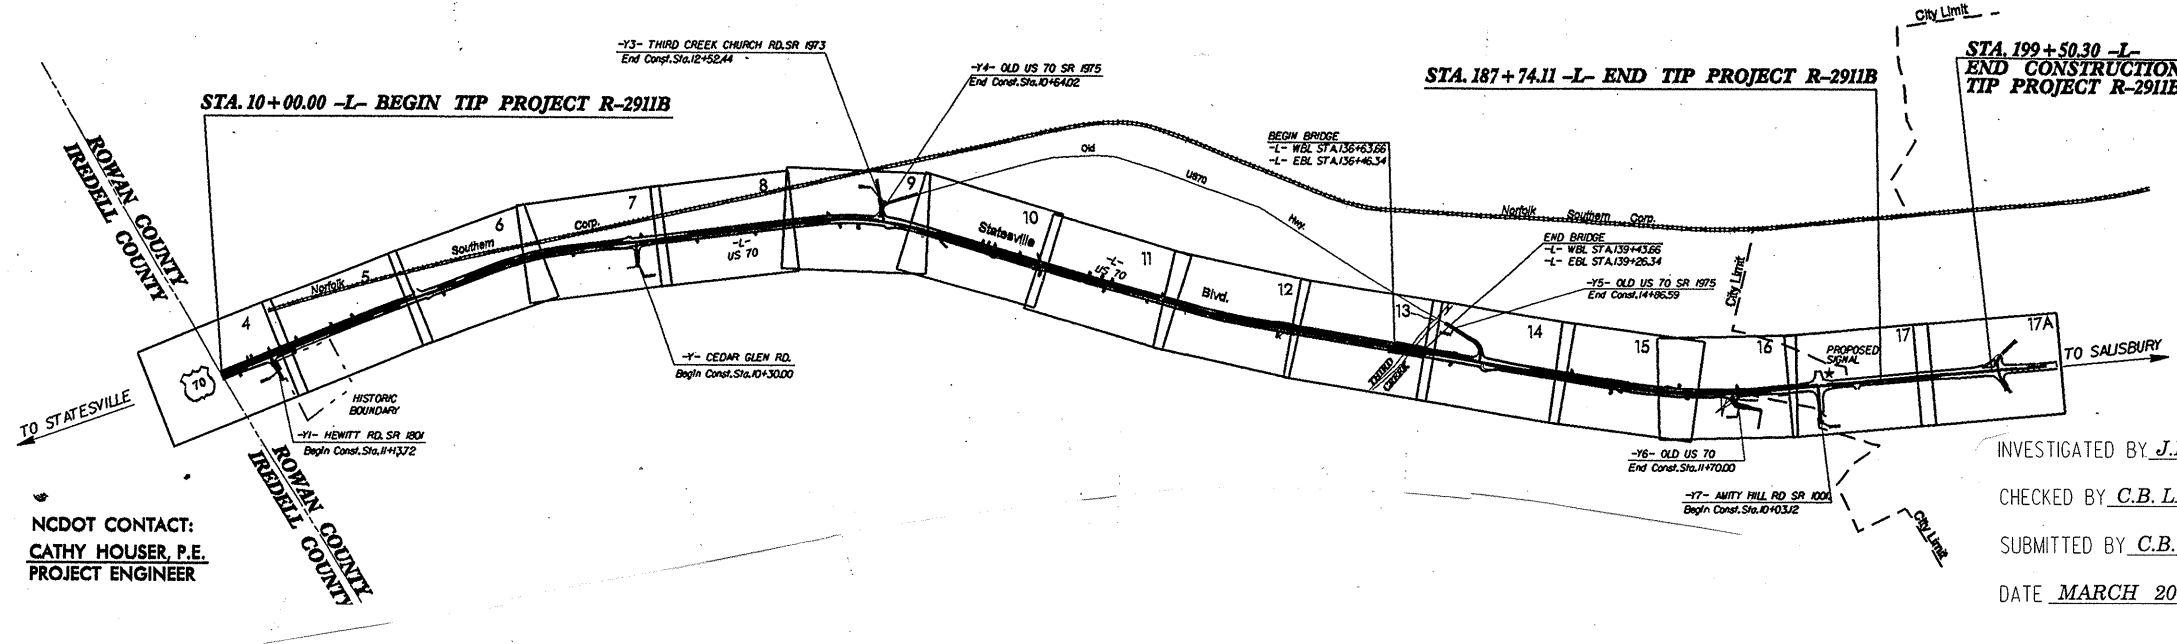 City Limit
STA. 199+50.30 -L-
END CONSTRUCTION
TIP PROJECT R-2911B
-Y3- THIRD CREEK CHURCH RD. SR 1973
End Const. Sta. 12+52.44
-Y4- OLD US 70 SR 1975
End Const. Sta. 10+64.02
STA. 187+74.11 -L- END TIP PROJECT R-2911B
STA. 10+00.00 -L- BEGIN TIP PROJECT R-2911B
BEGIN BRIDGE
-L- WBL STA. 136+63.66
-L- EBL STA. 136+46.34
ROWAN COUNTY
IREDELL COUNTY
Old
US70
Hwy.
Norfolk Southern Corp.
END BRIDGE
-L- WBL STA. 139+43.66
-L- EBL STA. 139+26.34
-Y5- OLD US 70 SR 1975
End Const. 14+86.59
City Limit
4
5
6
7
8
9
10
11
12
13
14
15
16
17
17A
Norfolk
Southern
Corp.
-L-
US 70
Statesville
-L-
US 70
Blvd.
THIRD
CREEK
PROPOSED
SIGNAL
TO SALISBURY
70
TO STATESVILLE
HISTORIC
BOUNDARY
-Y1- HEWITT RD. SR 1801
Begin Const. Sta. 11+13.72
-Y- CEDAR GLEN RD.
Begin Const. Sta. 10+30.00
-Y6- OLD US 70
End Const. Sta. 11+70.00
-Y7- AMITY HILL RD SR 1006
Begin Const. Sta. 10+03.12
City Limit
ROWAN COUNTY
IREDELL COUNTY
NCDOT CONTACT:
CATHY HOUSER, P.E.
PROJECT ENGINEER
INVESTIGATED BY J.
CHECKED BY C.B. L.
SUBMITTED BY C.B.
DATE MARCH 20